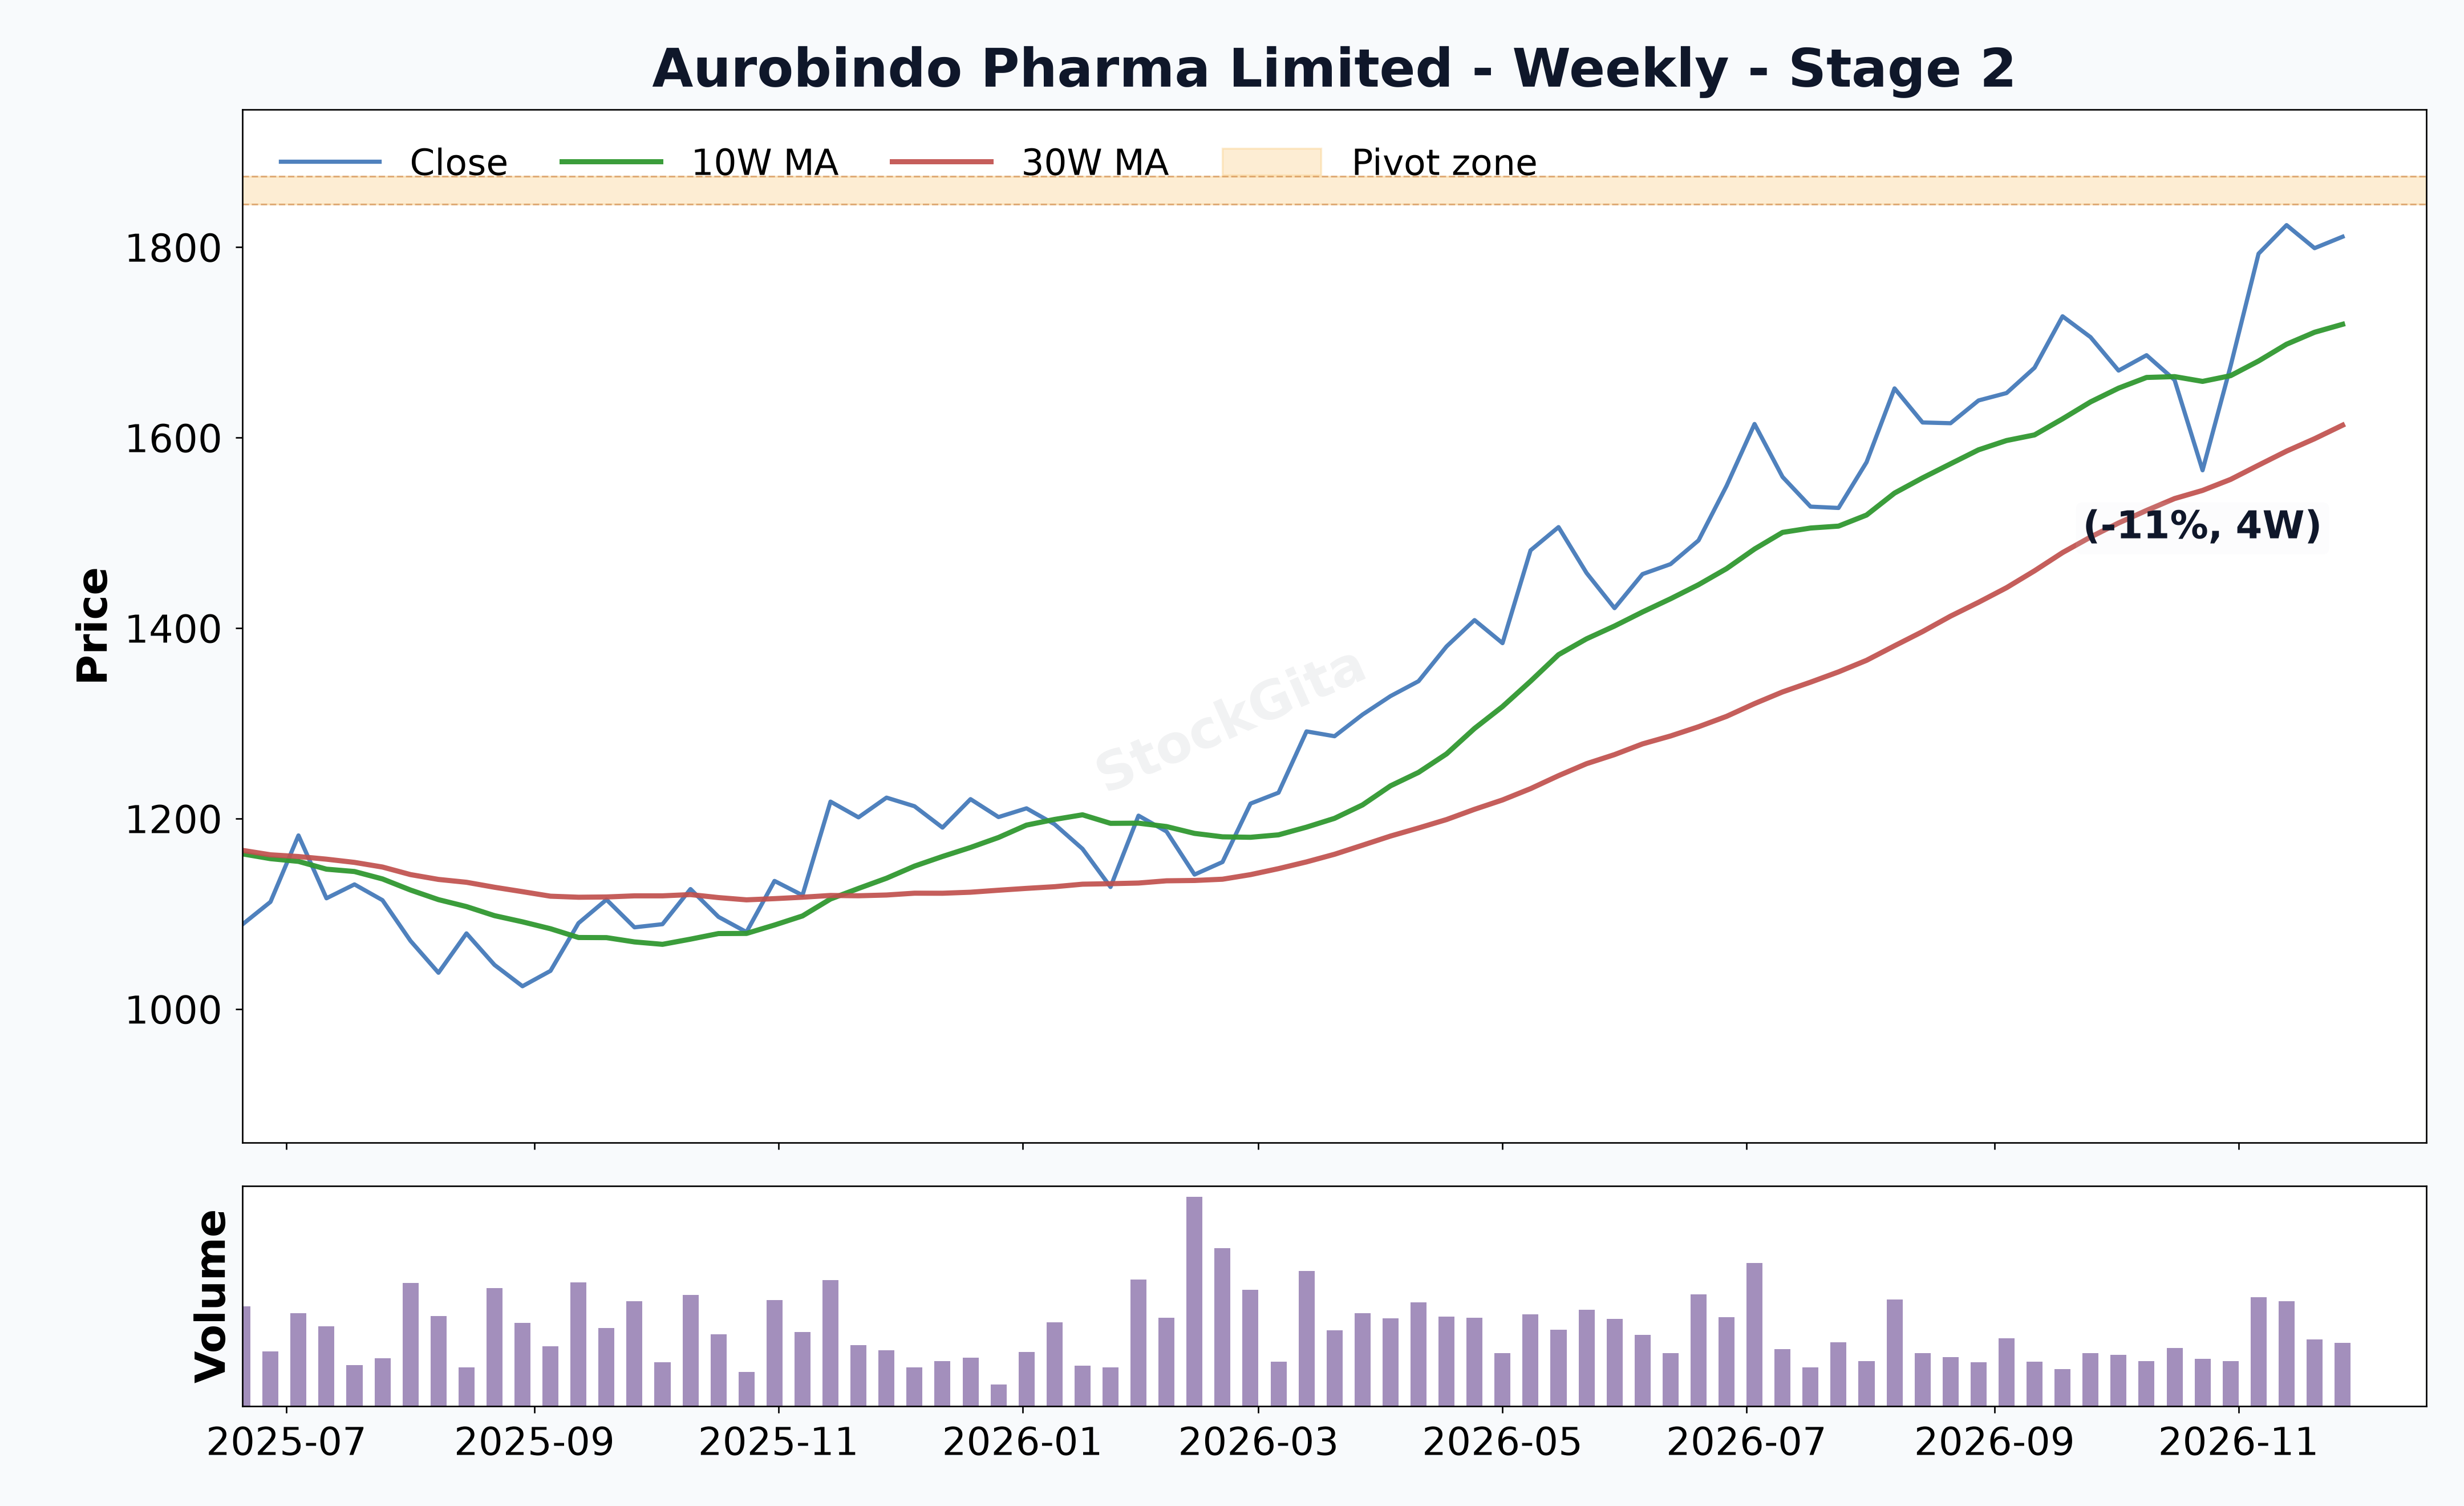 Aurobindo Pharma Limited - Weekly - Stage 2
Close 10W MA 30W MA Pivot zone
1800
1600
1400
1200
1000
Price
(-11%, 4W)
StockGita
Volume
2025-07 2025-09 2025-11 2026-01 2026-03 2026-05 2026-07 2026-09 2026-11